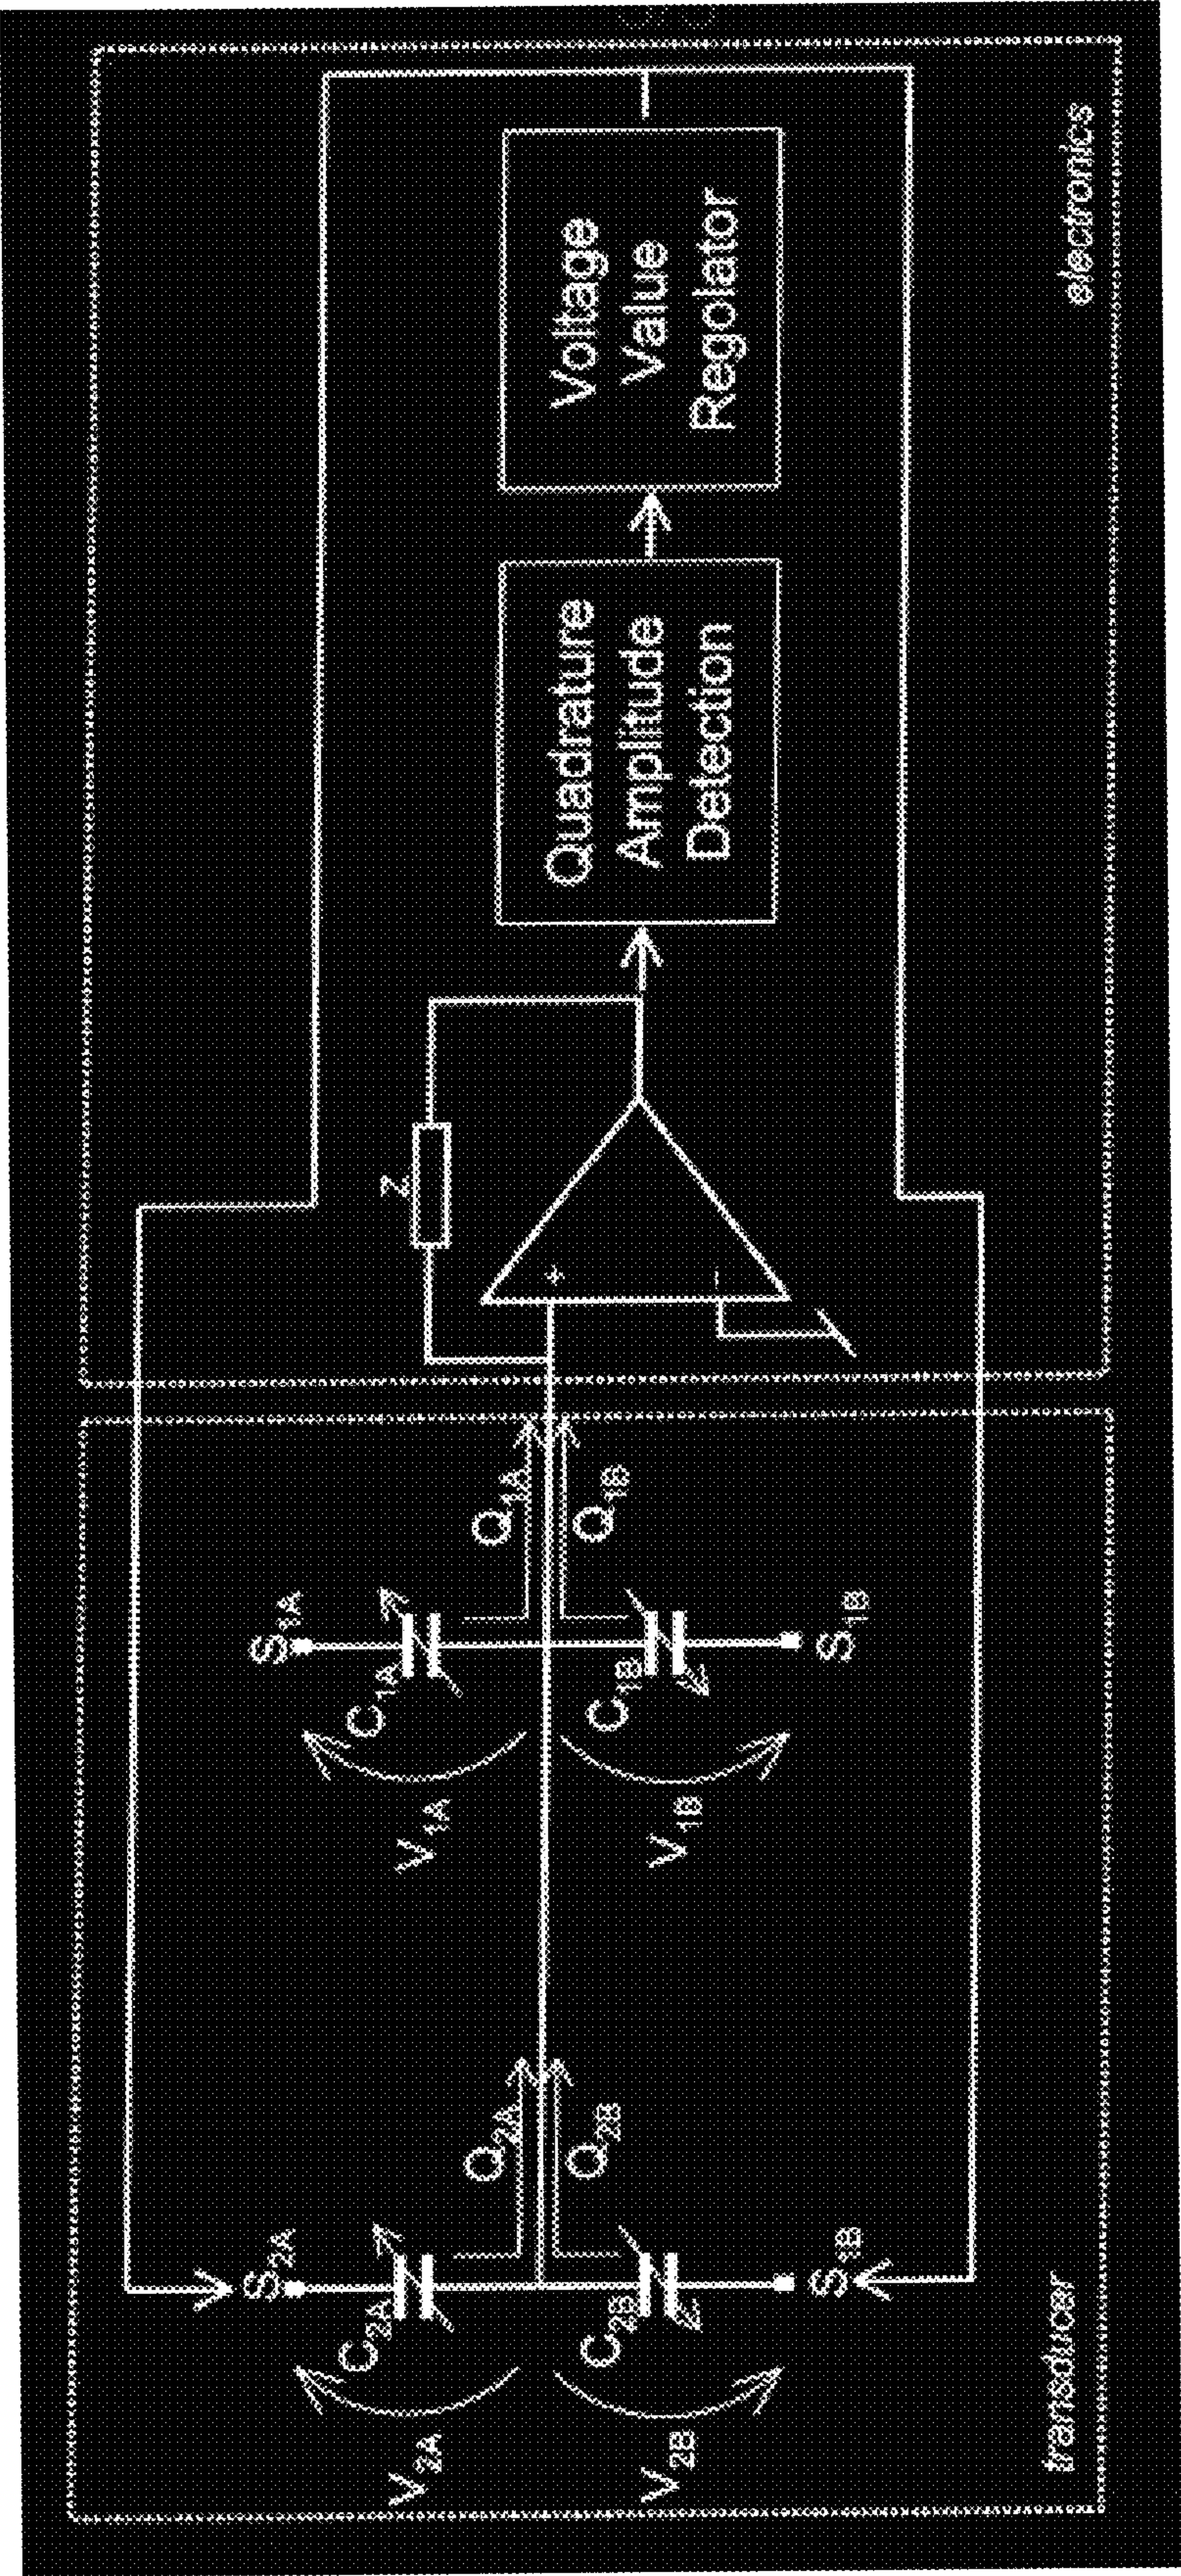 V2A
C2A
S2A
Q2A
V1A
C1A
S1A
Q1A
Z
+
−
Quadrature
Amplitude
Detection
Voltage
Value
Regolator
V2B
C2B
S1B
Q2B
V1B
C1B
S1B
Q1B
transducer
electronics